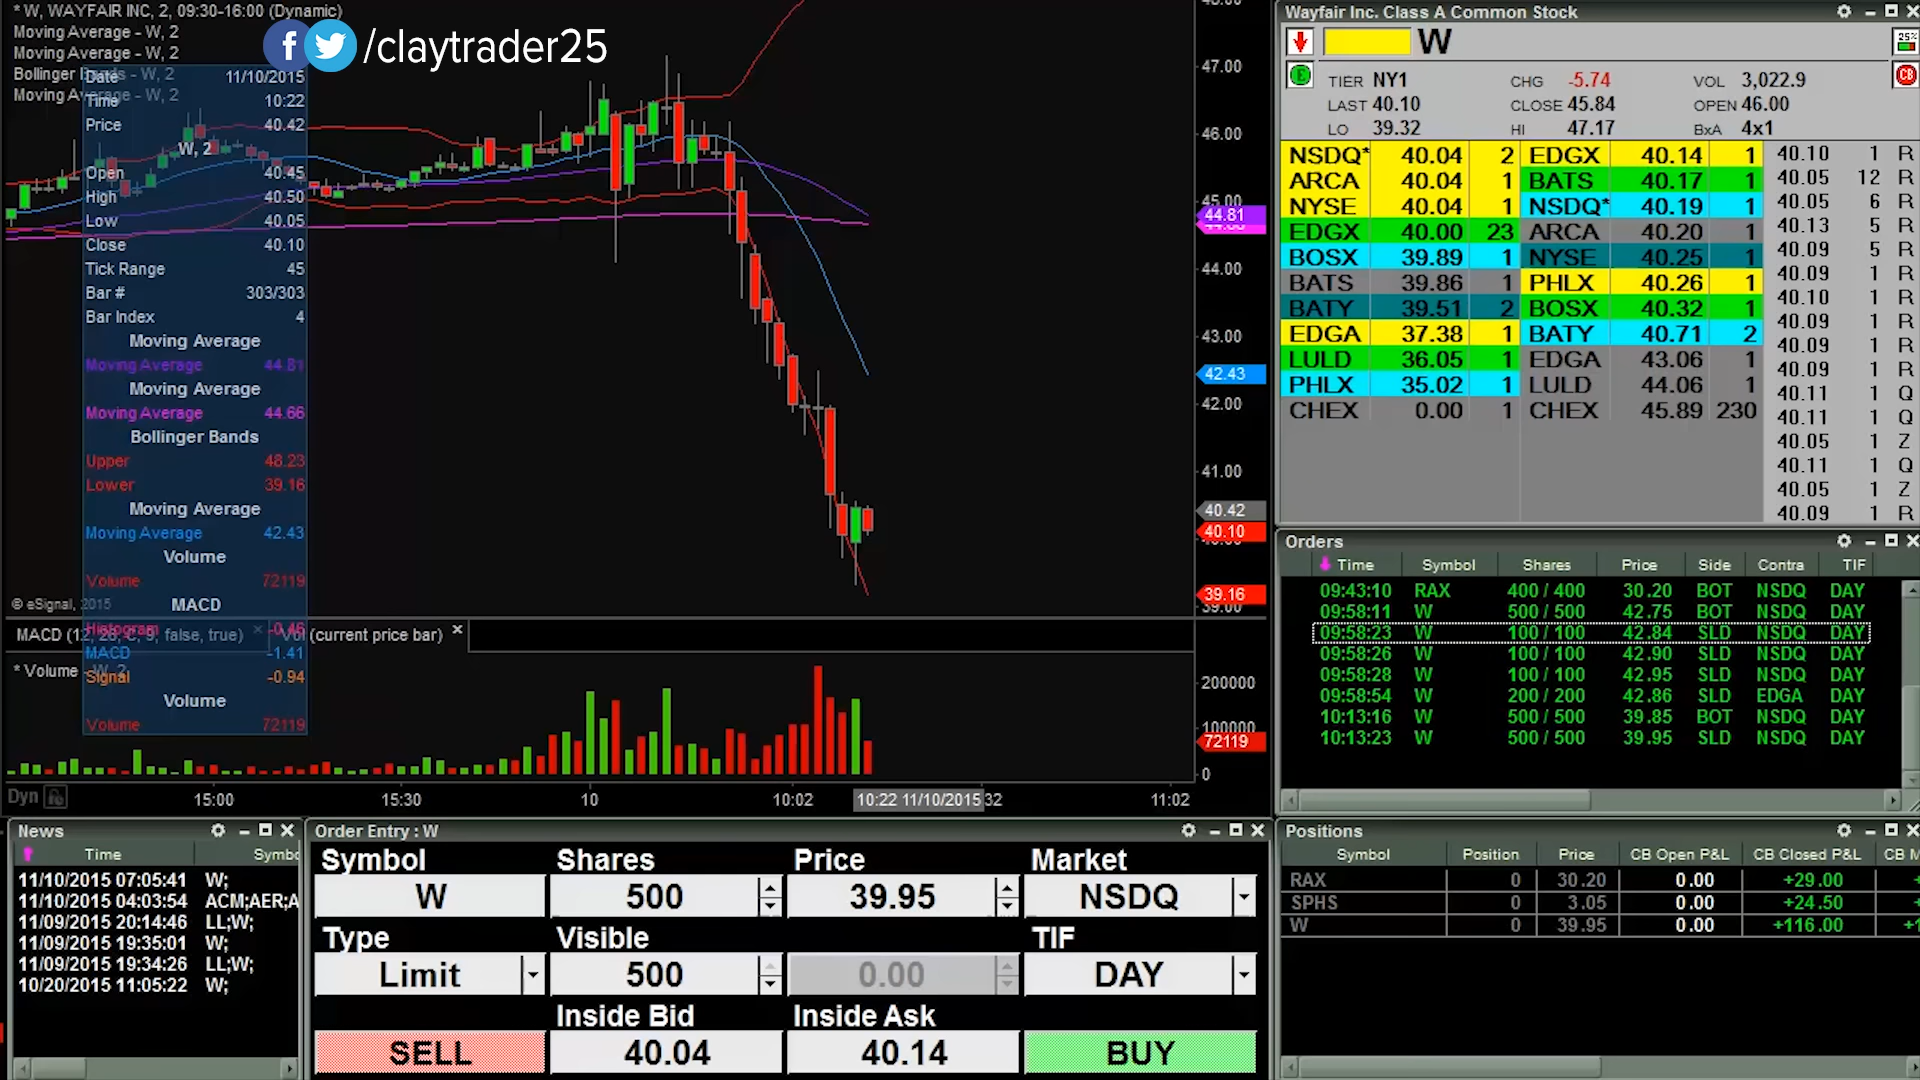 * W, WAYFAIR INC, 2, 09:30-16:00 (Dynamic)
Moving Average - W, 2
Moving Average - W, 2
Bollinger Bands - W, 2
Moving Average - W, 2
/claytrader25
Date 11/10/2015
Time 10:22
Price 40.42
W, 2
Open 40.45
High 40.50
Low 40.05
Close 40.10
Tick Range 45
Bar # 303/303
Bar Index 4
Moving Average
Moving Average 44.81
Moving Average
Moving Average 44.66
Bollinger Bands
Upper 48.23
Lower 39.16
Moving Average
Moving Average 42.43
Volume
Volume 72119
MACD
Histogram -0.46
MACD -1.41
Signal -0.94
Volume
Volume 72119
© eSignal, 2015
MACD (12, 26, C, 9, false, true) ×
Vol (current price bar) ×
* Volume - W, 2
47.00
46.00
45.00
44.81
44.66
44.00
43.00
42.43
42.00
41.00
40.42
40.10
39.16
39.00
200000
100000
72119
0
Dyn
15:00 15:30 10 10:02 10:22 11/10/2015 32 11:02
Wayfair Inc. Class A Common Stock
W
25%
E
CB
TIER NY1 CHG -5.74 VOL 3,022.9
LAST 40.10 CLOSE 45.84 OPEN 46.00
LO 39.32 HI 47.17 BxA 4x1
NSDQ* 40.04 2 EDGX 40.14 1
ARCA 40.04 1 BATS 40.17 1
NYSE 40.04 1 NSDQ* 40.19 1
EDGX 40.00 23 ARCA 40.20 1
BOSX 39.89 1 NYSE 40.25 1
BATS 39.86 1 PHLX 40.26 1
BATY 39.51 2 BOSX 40.32 1
EDGA 37.38 1 BATY 40.71 2
LULD 36.05 1 EDGA 43.06 1
PHLX 35.02 1 LULD 44.06 1
CHEX 0.00 1 CHEX 45.89 230
40.10 1 R
40.05 12 R
40.05 6 R
40.13 5 R
40.09 5 R
40.09 1 R
40.10 1 R
40.09 1 R
40.09 1 R
40.09 1 R
40.11 1 Q
40.11 1 Q
40.05 1 Z
40.11 1 Q
40.05 1 Z
40.09 1 R
Orders
Time Symbol Shares Price Side Contra TIF
09:43:10 RAX 400 / 400 30.20 BOT NSDQ DAY
09:58:11 W 500 / 500 42.75 BOT NSDQ DAY
09:58:23 W 100 / 100 42.84 SLD NSDQ DAY
09:58:26 W 100 / 100 42.90 SLD NSDQ DAY
09:58:28 W 100 / 100 42.95 SLD NSDQ DAY
09:58:54 W 200 / 200 42.86 SLD EDGA DAY
10:13:16 W 500 / 500 39.85 BOT NSDQ DAY
10:13:23 W 500 / 500 39.95 SLD NSDQ DAY
News
Time Symbo
11/10/2015 07:05:41 W;
11/10/2015 04:03:54 ACM;AER;A
11/09/2015 20:14:46 LL;W;
11/09/2015 19:35:01 W;
11/09/2015 19:34:26 LL;W;
10/20/2015 11:05:22 W;
Order Entry : W
Symbol Shares Price Market
W 500 39.95 NSDQ
Type Visible TIF
Limit 500 0.00 DAY
Inside Bid Inside Ask
SELL 40.04 40.14 BUY
Positions
Symbol Position Price CB Open P&L CB Closed P&L CB M
RAX 0 30.20 0.00 +29.00
SPHS 0 3.05 0.00 +24.50
W 0 39.95 0.00 +116.00 +1